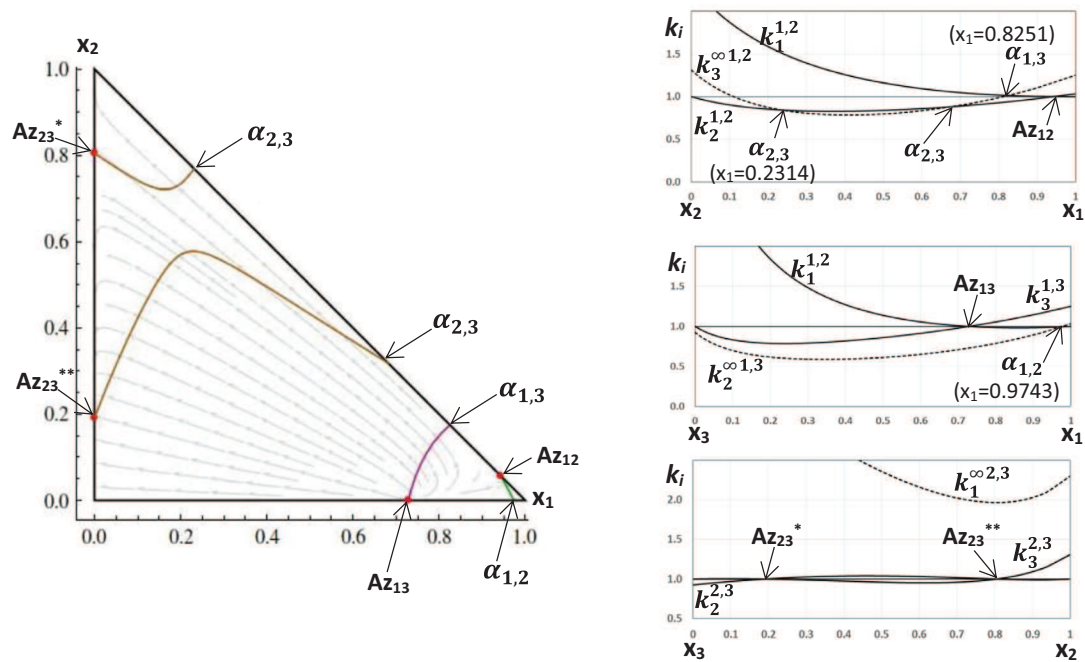 x₂
1.0
Az₂₃*
α₂,₃
0.8
0.6
α₂,₃
0.4
Az₂₃**
α₁,₃
0.2
Az₁₂
0.0
x₁
0.0 0.2 0.4 0.6 0.8 1.0
Az₁₃
α₁,₂
kᵢ
k₁^1,2
(x₁=0.8251)
1.5
k₃^∞1,2
α₁,₃
1.0
k₂^1,2
Az₁₂
0.5
α₂,₃
α₂,₃
(x₁=0.2314)
0.0
0 0.1 0.2 0.3 0.4 0.5 0.6 0.7 0.8 0.9 1
x₂
x₁
kᵢ
k₁^1,2
Az₁₃
k₃^1,3
1.5
1.0
k₂^∞1,3
α₁,₂
0.5
(x₁=0.9743)
0.0
0 0.1 0.2 0.3 0.4 0.5 0.6 0.7 0.8 0.9 1
x₃
x₁
kᵢ
2.0
k₁^∞2,3
1.5
Az₂₃*
Az₂₃**
k₃^2,3
1.0
k₂^2,3
0.5
0 0.1 0.2 0.3 0.4 0.5 0.6 0.7 0.8 0.9 1
x₃
x₂